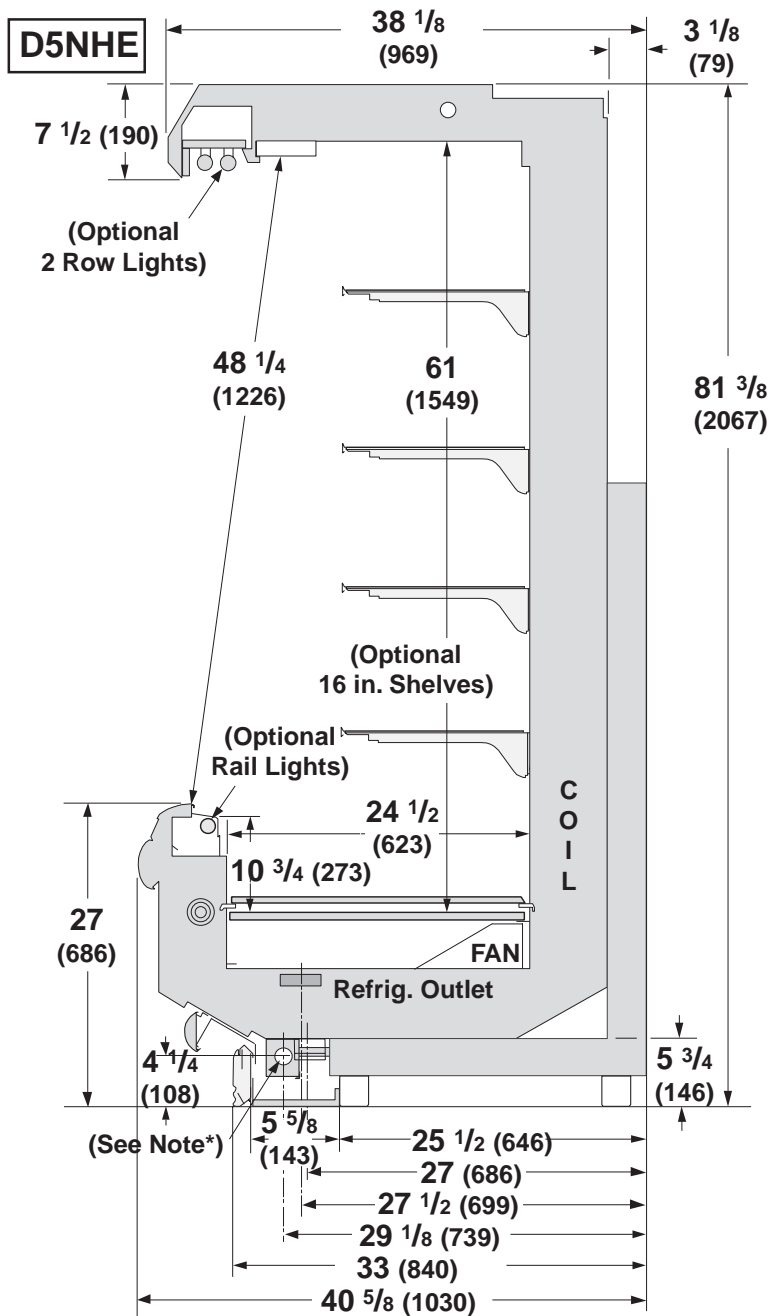 D5NHE
38 1/8
(969)
3 1/8
(79)
7 1/2 (190)
(Optional
2 Row Lights)
48 1/4
(1226)
61
(1549)
81 3/8
(2067)
(Optional
16 in. Shelves)
(Optional
Rail Lights)
24 1/2
(623)
10 3/4 (273)
C
O
I
L
27
(686)
FAN
Refrig. Outlet
4 1/4
(108)
5 3/4
(146)
(See Note*)
5 5/8
(143)
25 1/2 (646)
27 (686)
27 1/2 (699)
29 1/8 (739)
33 (840)
40 5/8 (1030)